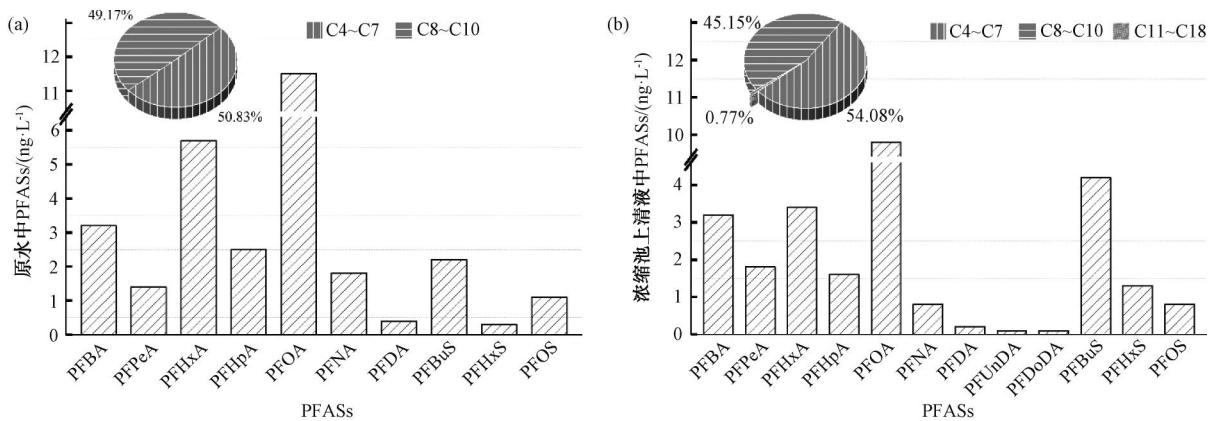 (a)
49.17%
50.83%
C4~C7
C8~C10
原水中PFASs/(ng·L⁻¹)
12
11
6
5
4
3
2
1
0
PFBA
PFPeA
PFHxA
PFHpA
PFOA
PFNA
PFDA
PFBuS
PFHxS
PFOS
PFASs
(b)
45.15%
0.77%
54.08%
C4~C7
C8~C10
C11~C18
浓缩池上清液中PFASs/(ng·L⁻¹)
12
11
10
4
3
2
1
0
PFBA
PFPeA
PFHxA
PFHpA
PFOA
PFNA
PFDA
PFUnDA
PFDoDA
PFBuS
PFHxS
PFOS
PFASs